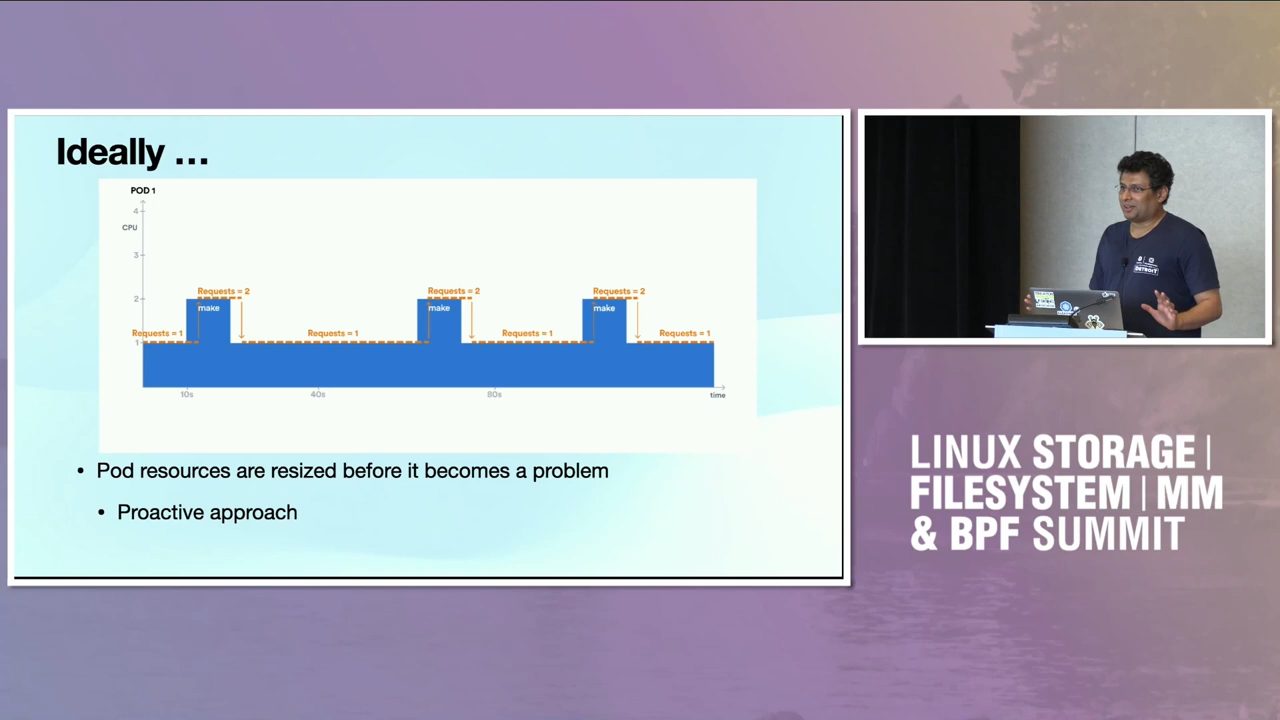 Ideally …
POD 1
4
CPU
3
Requests = 2
Requests = 2
Requests = 2
2
make
make
make
Requests = 1
Requests = 1
Requests = 1
Requests = 1
1
10s
40s
80s
time
• Pod resources are resized before it becomes a problem
• Proactive approach
DETROIT
LINUX STORAGE |
FILESYSTEM | MM
& BPF SUMMIT